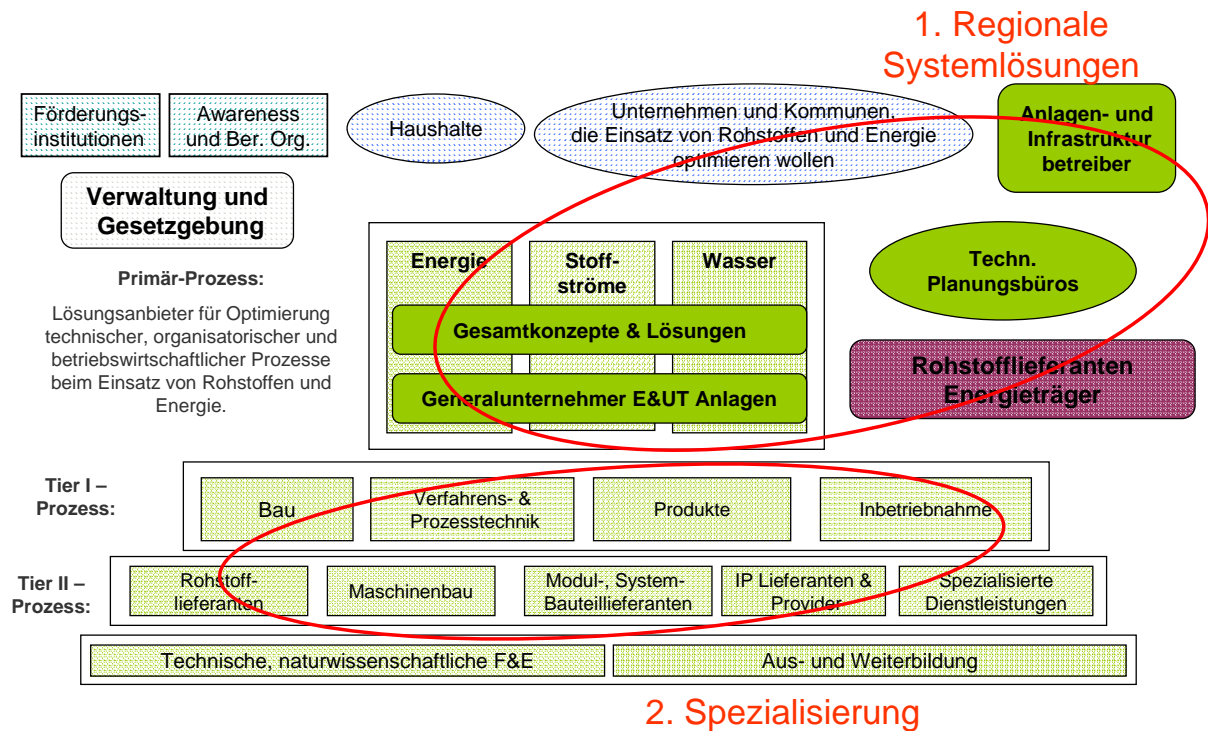 1. Regionale
Systemlösungen
Förderungs-
institutionen
Awareness
und Ber. Org.
Haushalte
Unternehmen und Kommunen,
die Einsatz von Rohstoffen und Energie
optimieren wollen
Anlagen- und
Infrastruktur
betreiber
Verwaltung und
Gesetzgebung
Primär-Prozess:
Lösungsanbieter für Optimierung
technischer, organisatorischer und
betriebswirtschaftlicher Prozesse
beim Einsatz von Rohstoffen und
Energie.
Energie
Stoff-
ströme
Wasser
Gesamtkonzepte & Lösungen
Generalunternehmer E&UT Anlagen
Techn.
Planungsbüros
Rohstofflieferanten
Energieträger
Tier I –
Prozess:
Bau
Verfahrens- &
Prozesstechnik
Produkte
Inbetriebnahme
Tier II –
Prozess:
Rohstoff-
lieferanten
Maschinenbau
Modul-, System-
Bauteillieferanten
IP Lieferanten &
Provider
Spezialisierte
Dienstleistungen
Technische, naturwissenschaftliche F&E
Aus- und Weiterbildung
2. Spezialisierung